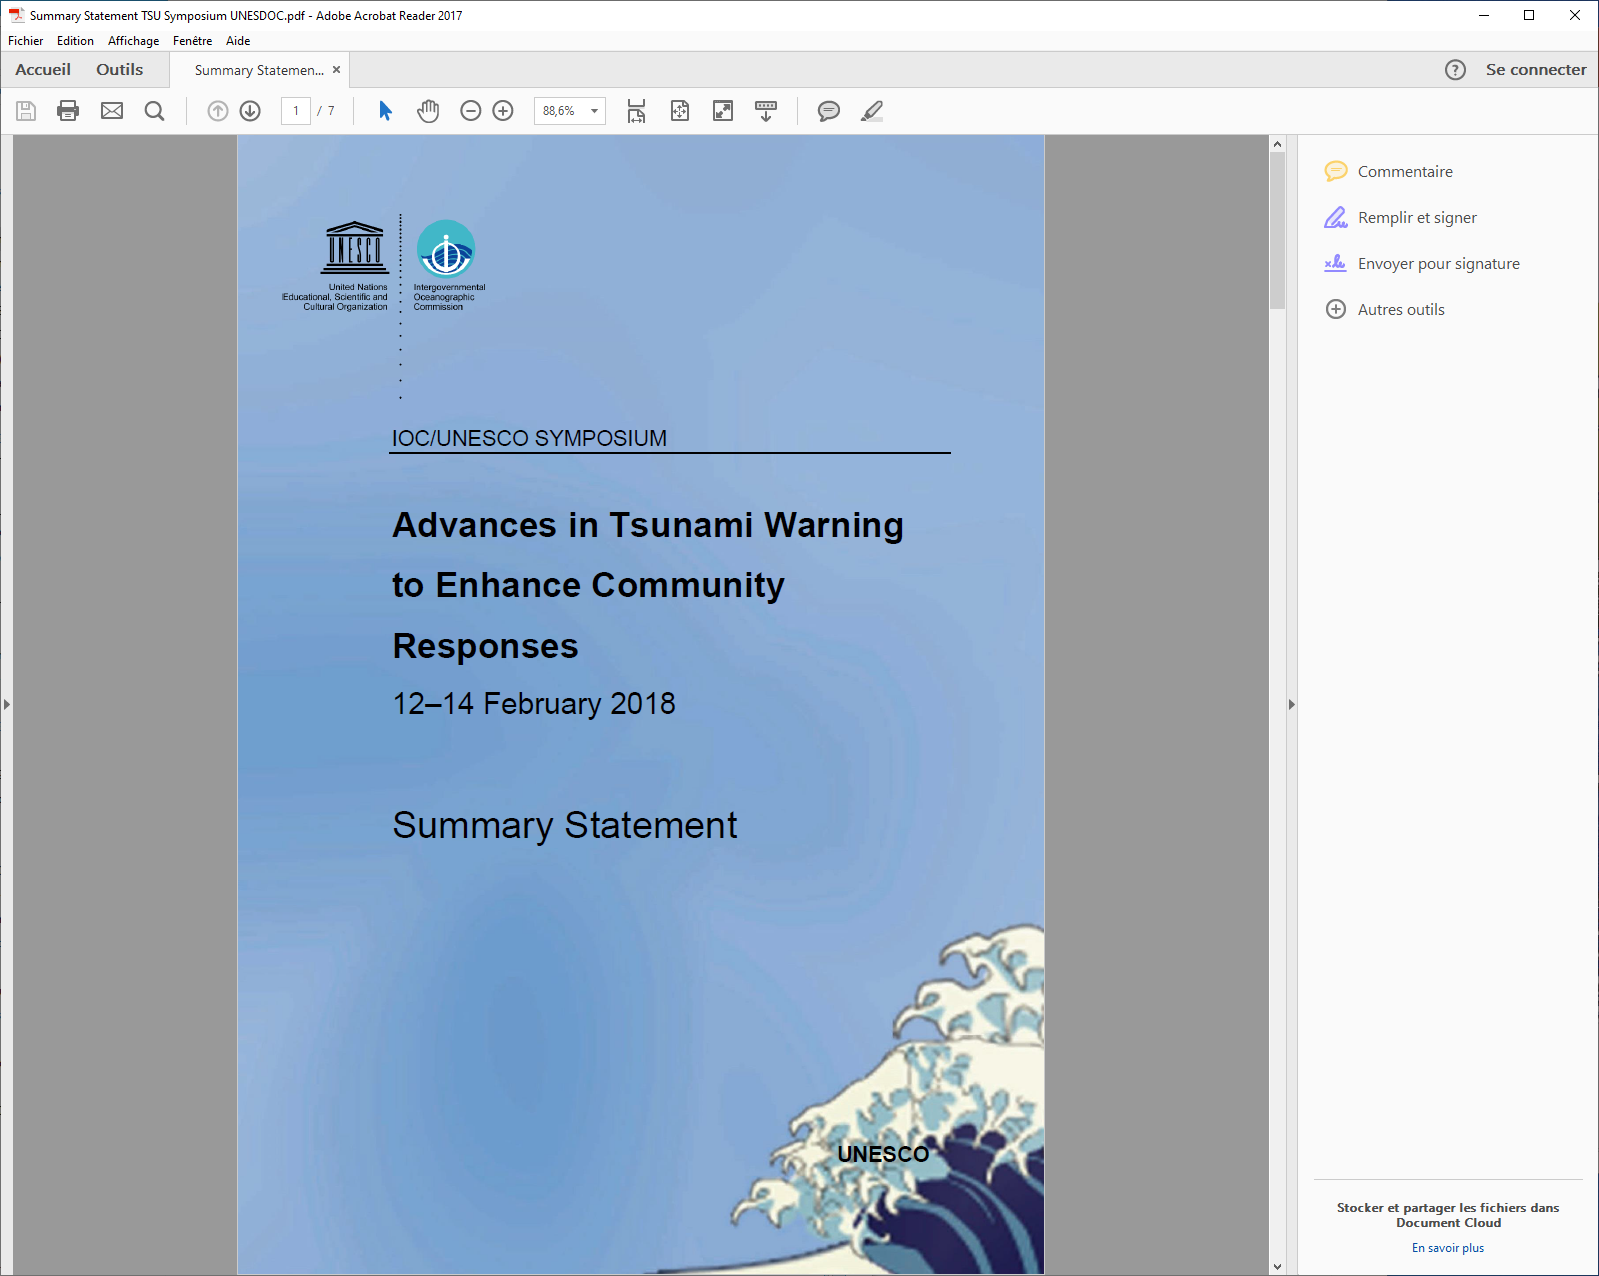 Summary Statement TSU Symposium UNESDOC.pdf - Adobe Acrobat Reader 2017
Fichier Edition Affichage Fenêtre Aide
Accueil Outils Summary Statemen... × ? Se connecter
1 / 7 88,6%
UNESCO
United Nations
Educational, Scientific and
Cultural Organization
Intergovernmental
Oceanographic
Commission
IOC/UNESCO SYMPOSIUM
Advances in Tsunami Warning
to Enhance Community
Responses
12–14 February 2018
Summary Statement
UNESCO
Commentaire
Remplir et signer
Envoyer pour signature
Autres outils
Stocker et partager les fichiers dans
Document Cloud
En savoir plus